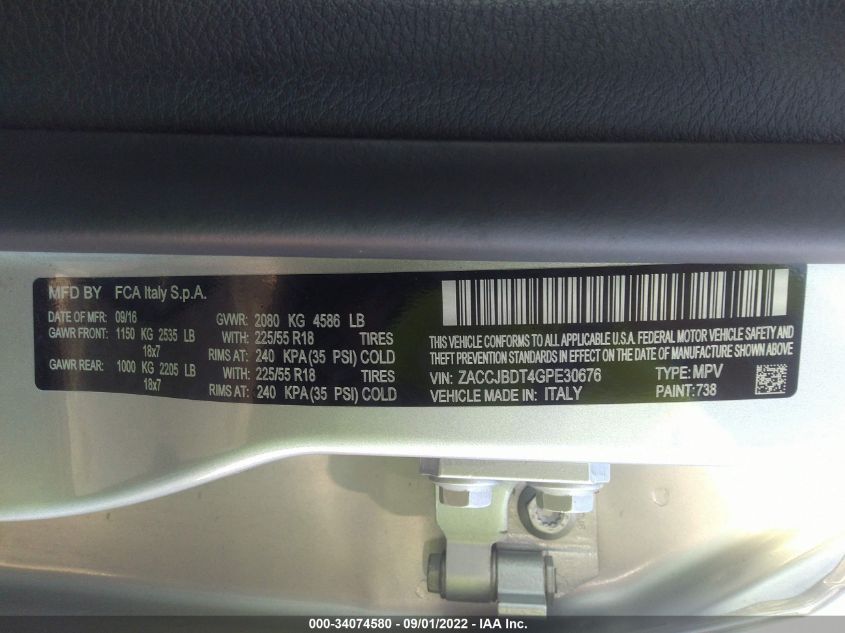 MFD BY FCA Italy S.p.A.
DATE OF MFR: 09/16 GVWR: 2080 KG 4586 LB
GAWR FRONT: 1150 KG 2535 LB WITH: 225/55 R18 TIRES
18x7 RIMS AT: 240 KPA (35 PSI) COLD
GAWR REAR: 1000 KG 2205 LB WITH: 225/55 R18 TIRES
18x7 RIMS AT: 240 KPA (35 PSI) COLD
THIS VEHICLE CONFORMS TO ALL APPLICABLE U.S.A. FEDERAL MOTOR VEHICLE SAFETY AND
THEFT PREVENTION STANDARDS IN EFFECT ON THE DATE OF MANUFACTURE SHOWN ABOVE.
VIN: ZACCJBDT4GPE30676 TYPE: MPV
VEHICLE MADE IN ITALY PAINT:738
000-34074580 - 09/01/2022 - IAA Inc.